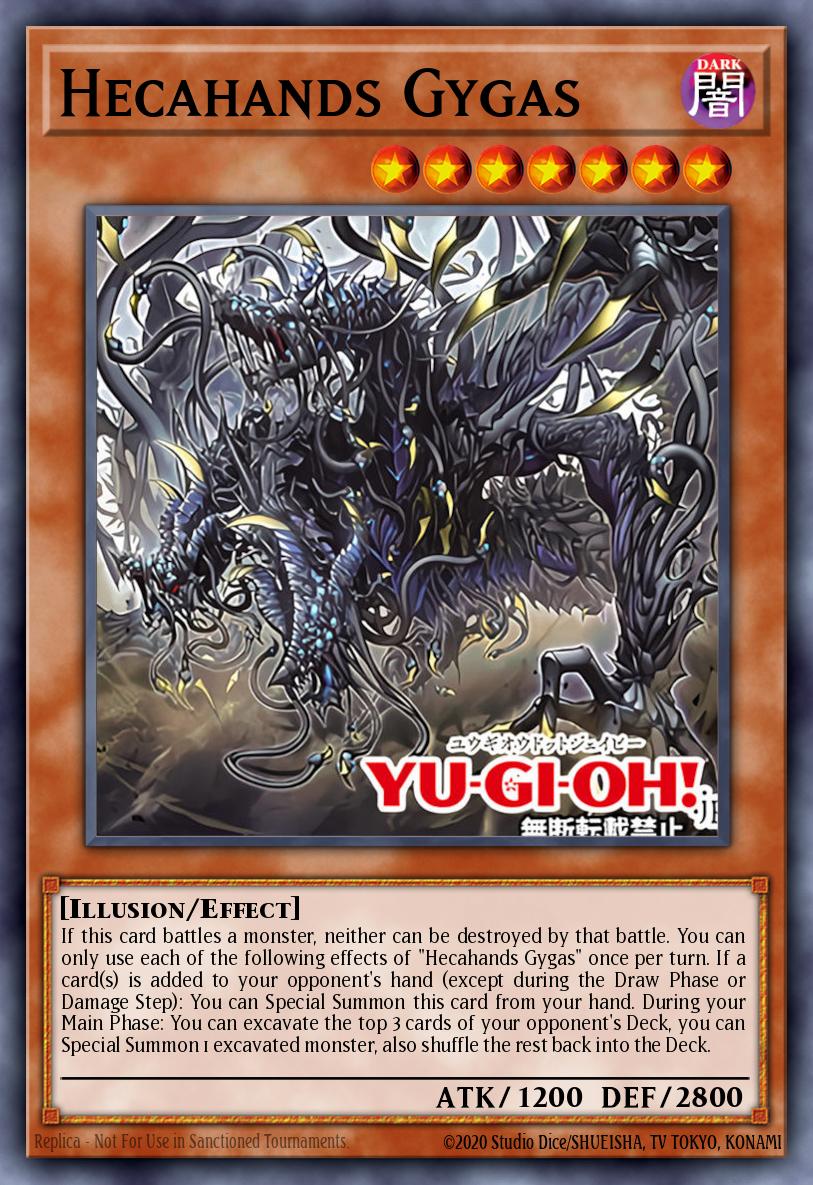 Hecahands Gygas
DARK
闇
ユウギオウドットジェイピー
YU-GI-OH!
無断転載禁止
[Illusion/Effect]
If this card battles a monster, neither can be destroyed by that battle. You can
only use each of the following effects of "Hecahands Gygas" once per turn. If a
card(s) is added to your opponent's hand (except during the Draw Phase or
Damage Step): You can Special Summon this card from your hand. During your
Main Phase: You can excavate the top 3 cards of your opponent's Deck, you can
Special Summon 1 excavated monster, also shuffle the rest back into the Deck.
ATK/1200 DEF/2800
Replica - Not For Use in Sanctioned Tournaments.
©2020 Studio Dice/SHUEISHA, TV TOKYO, KONAMI